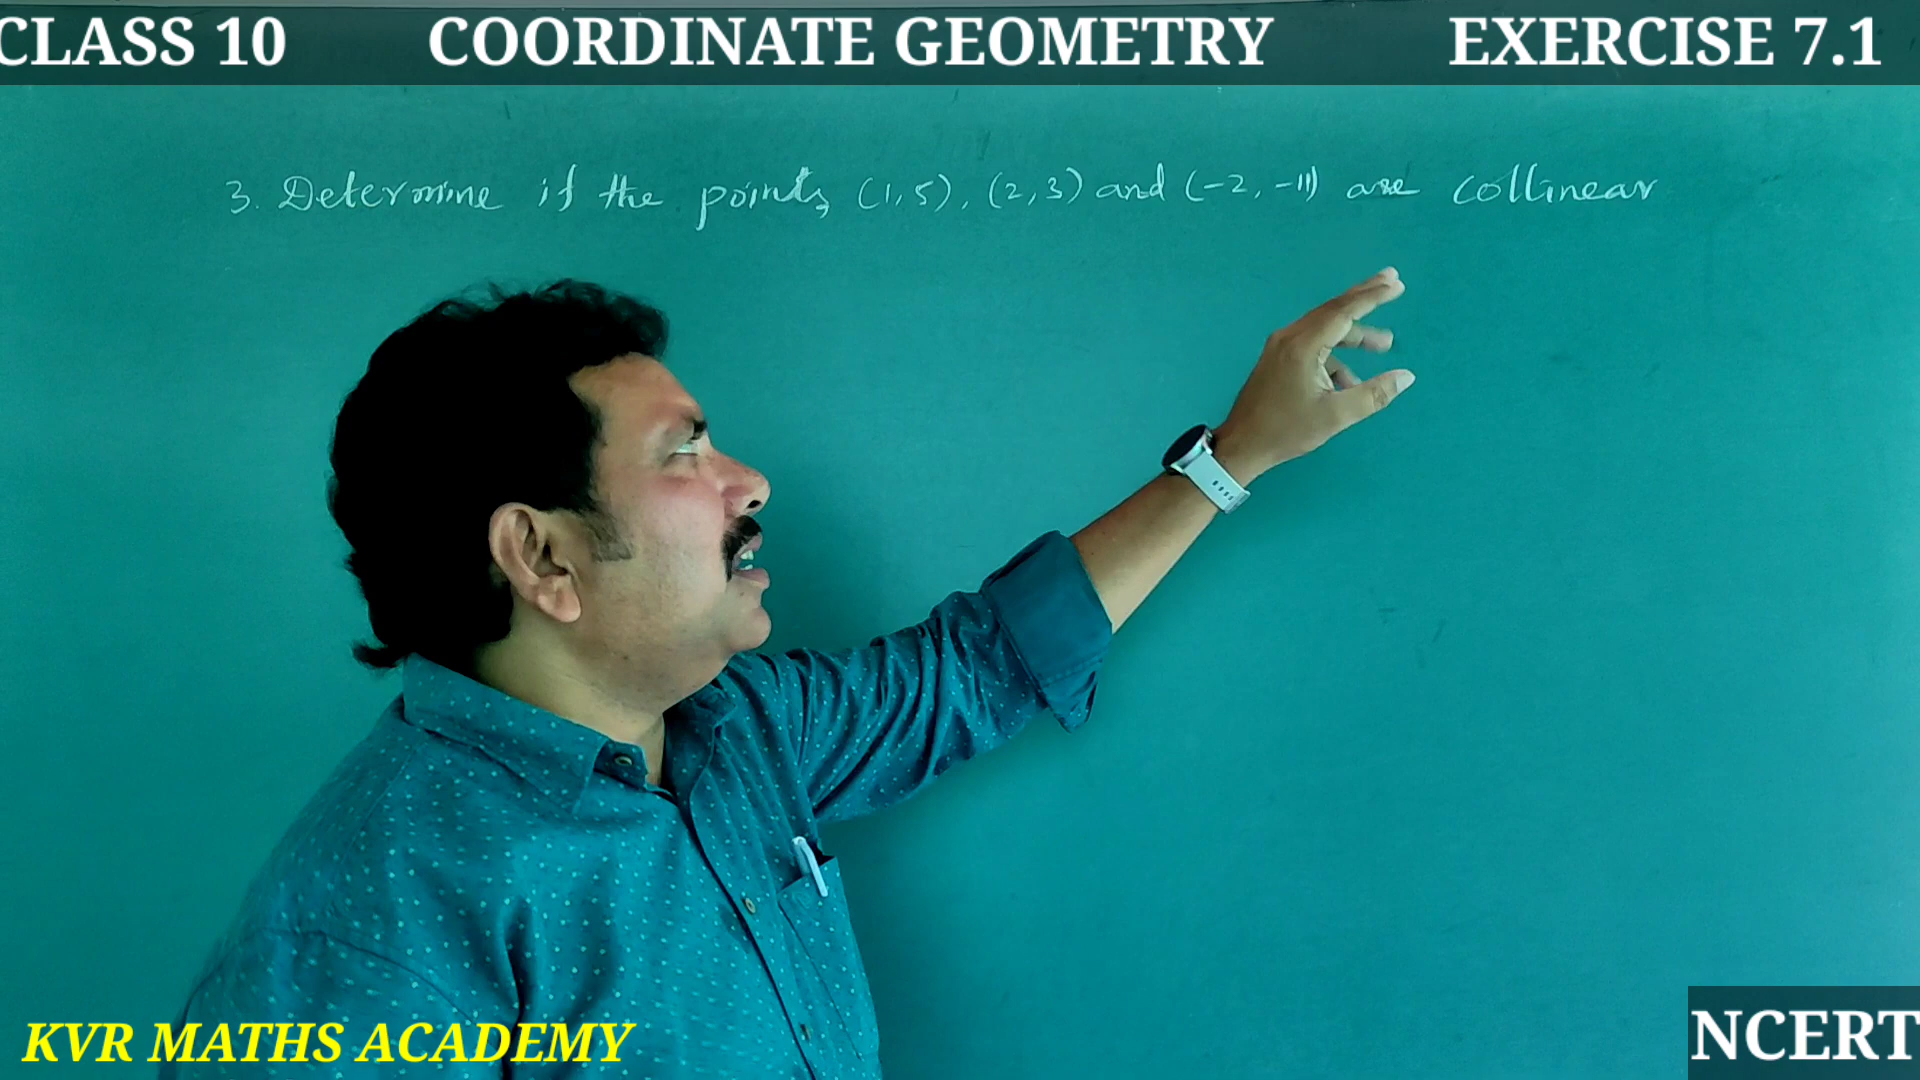 CLASS 10 COORDINATE GEOMETRY EXERCISE 7.1
3. Determine if the points (1,5), (2,3) and (-2,-11) are collinear
KVR MATHS ACADEMY
NCERT